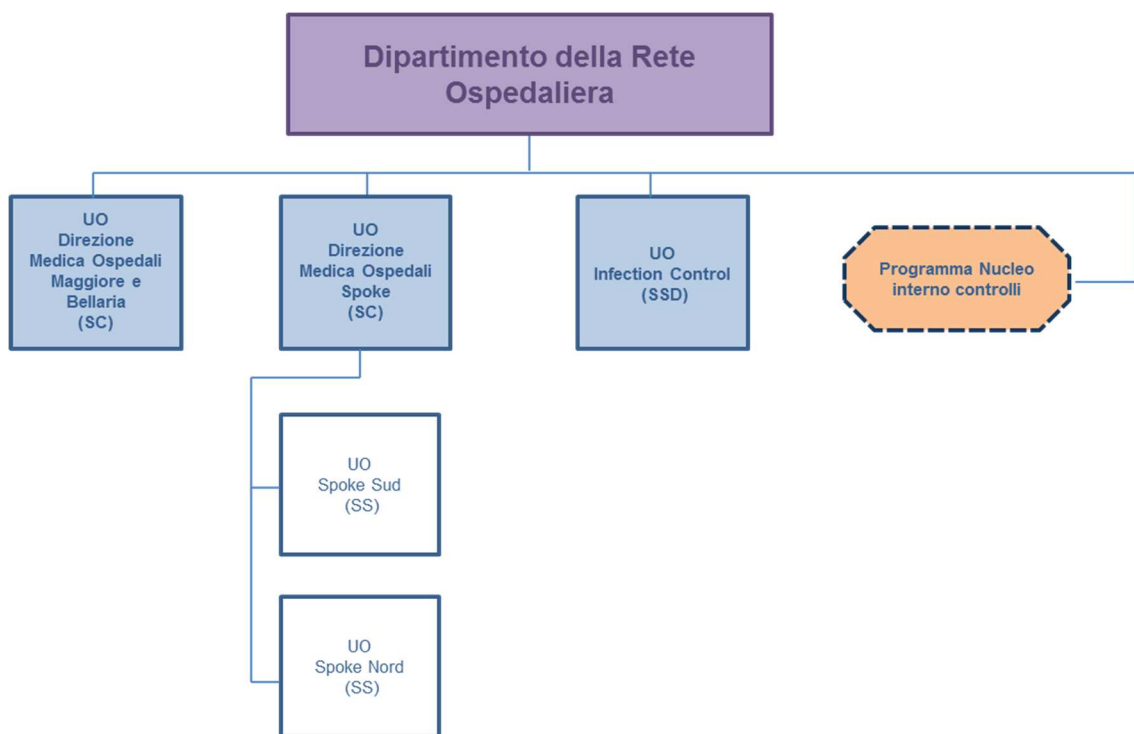 Dipartimento della Rete
Ospedaliera
UO
Direzione
Medica Ospedali
Maggiore e
Bellaria
(SC)
UO
Direzione
Medica Ospedali
Spoke
(SC)
UO
Infection Control
(SSD)
Programma Nucleo
interno controlli
UO
Spoke Sud
(SS)
UO
Spoke Nord
(SS)